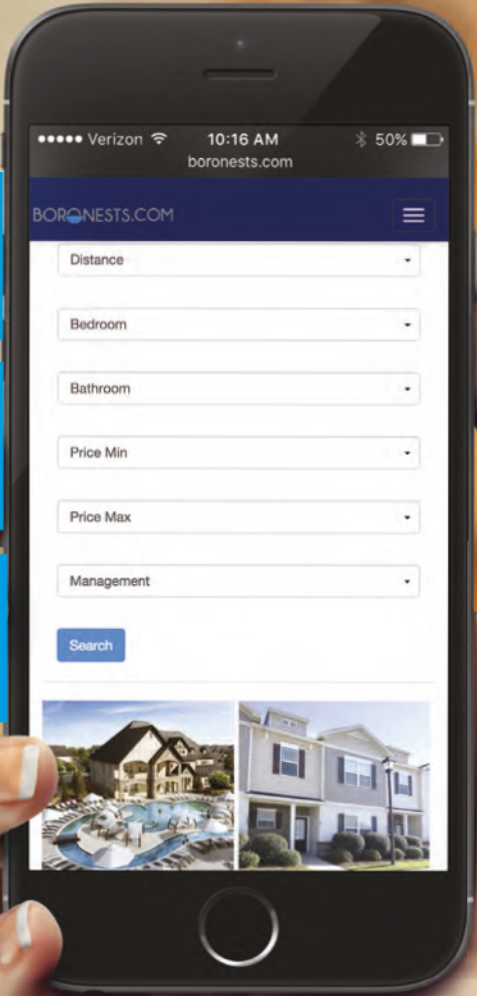 Verizon 10:16 AM 50%
boronests.com
BORONESTS.COM
Distance
Bedroom
Bathroom
Price Min
Price Max
Management
Search